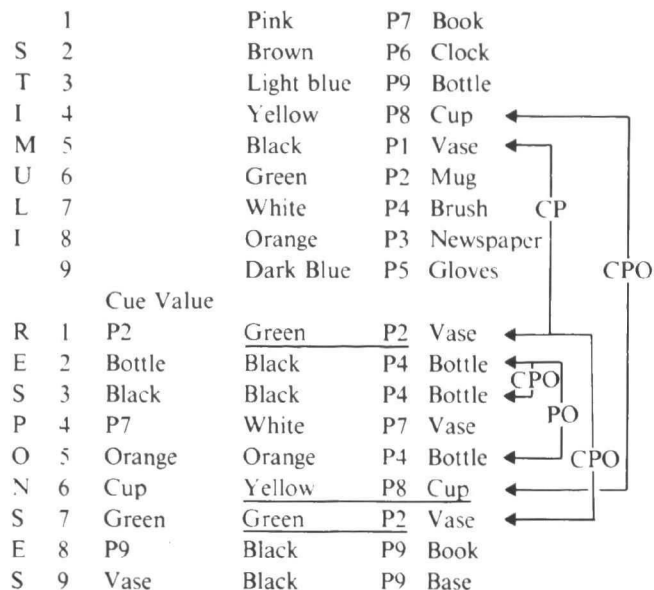 1 Pink P7 Book
S 2 Brown P6 Clock
T 3 Light blue P9 Bottle
I 4 Yellow P8 Cup
M 5 Black P1 Vase
U 6 Green P2 Mug
L 7 White P4 Brush CP
I 8 Orange P3 Newspaper
9 Dark Blue P5 Gloves CPO
Cue Value
R 1 P2 Green P2 Vase
E 2 Bottle Black P4 Bottle
CPO
S 3 Black Black P4 Bottle
PO
P 4 P7 White P7 Vase
O 5 Orange Orange P4 Bottle CPO
N 6 Cup Yellow P8 Cup
S 7 Green Green P2 Vase
E 8 P9 Black P9 Book
S 9 Vase Black P9 Base